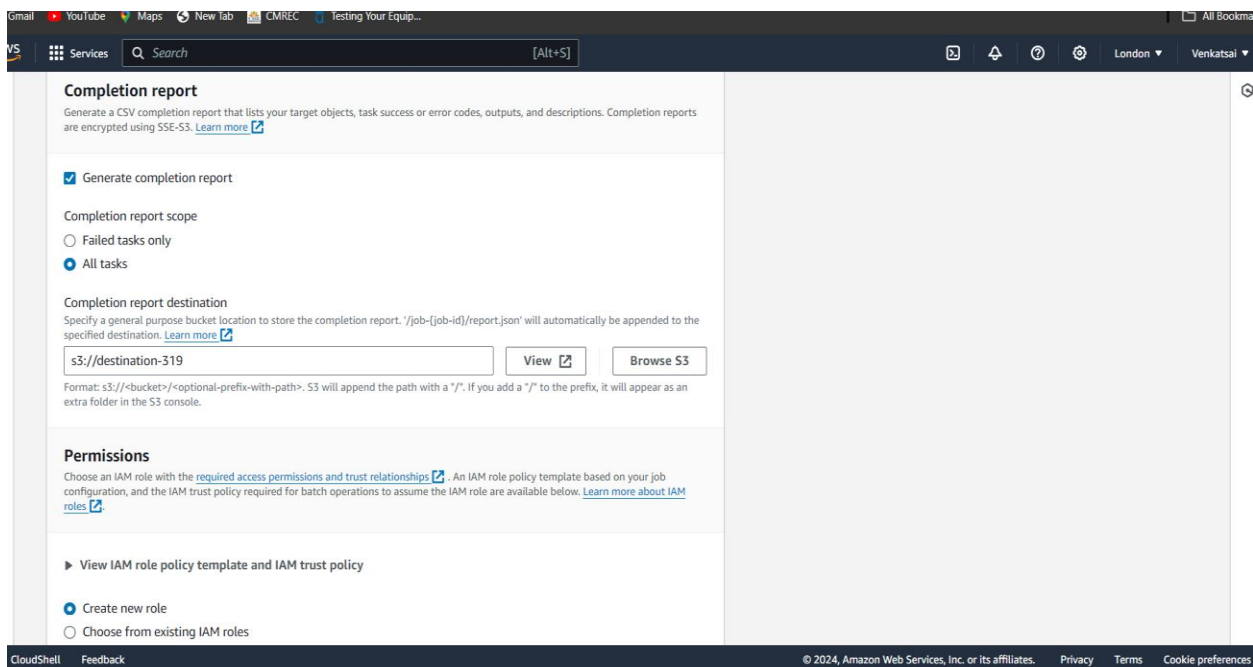 Gmail YouTube Maps New Tab CMREC Testing Your Equip... All Bookma
Services Search [Alt+S] London Venkatsai
Completion report
Generate a CSV completion report that lists your target objects, task success or error codes, outputs, and descriptions. Completion reports
are encrypted using SSE-S3. Learn more
Generate completion report
Completion report scope
Failed tasks only
All tasks
Completion report destination
Specify a general purpose bucket location to store the completion report. '/job-{job-id}/report.json' will automatically be appended to the
specified destination. Learn more
s3://destination-319 View Browse S3
Format: s3://<bucket>/<optional-prefix-with-path>. S3 will append the path with a "/". If you add a "/" to the prefix, it will appear as an
extra folder in the S3 console.
Permissions
Choose an IAM role with the required access permissions and trust relationships . An IAM role policy template based on your job
configuration, and the IAM trust policy required for batch operations to assume the IAM role are available below. Learn more about IAM
roles .
View IAM role policy template and IAM trust policy
Create new role
Choose from existing IAM roles
CloudShell Feedback © 2024, Amazon Web Services, Inc. or its affiliates. Privacy Terms Cookie preferences